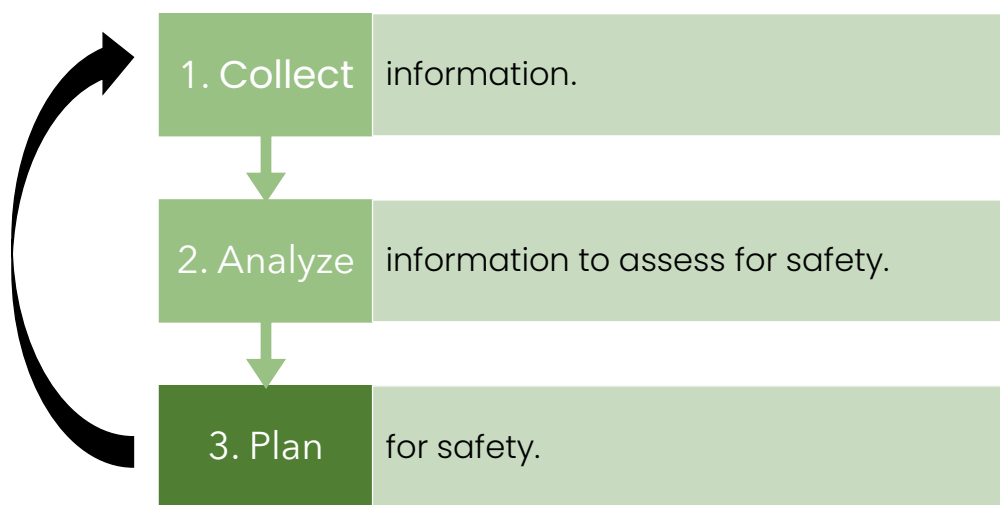 1. Collect information.
2. Analyze information to assess for safety.
3. Plan for safety.